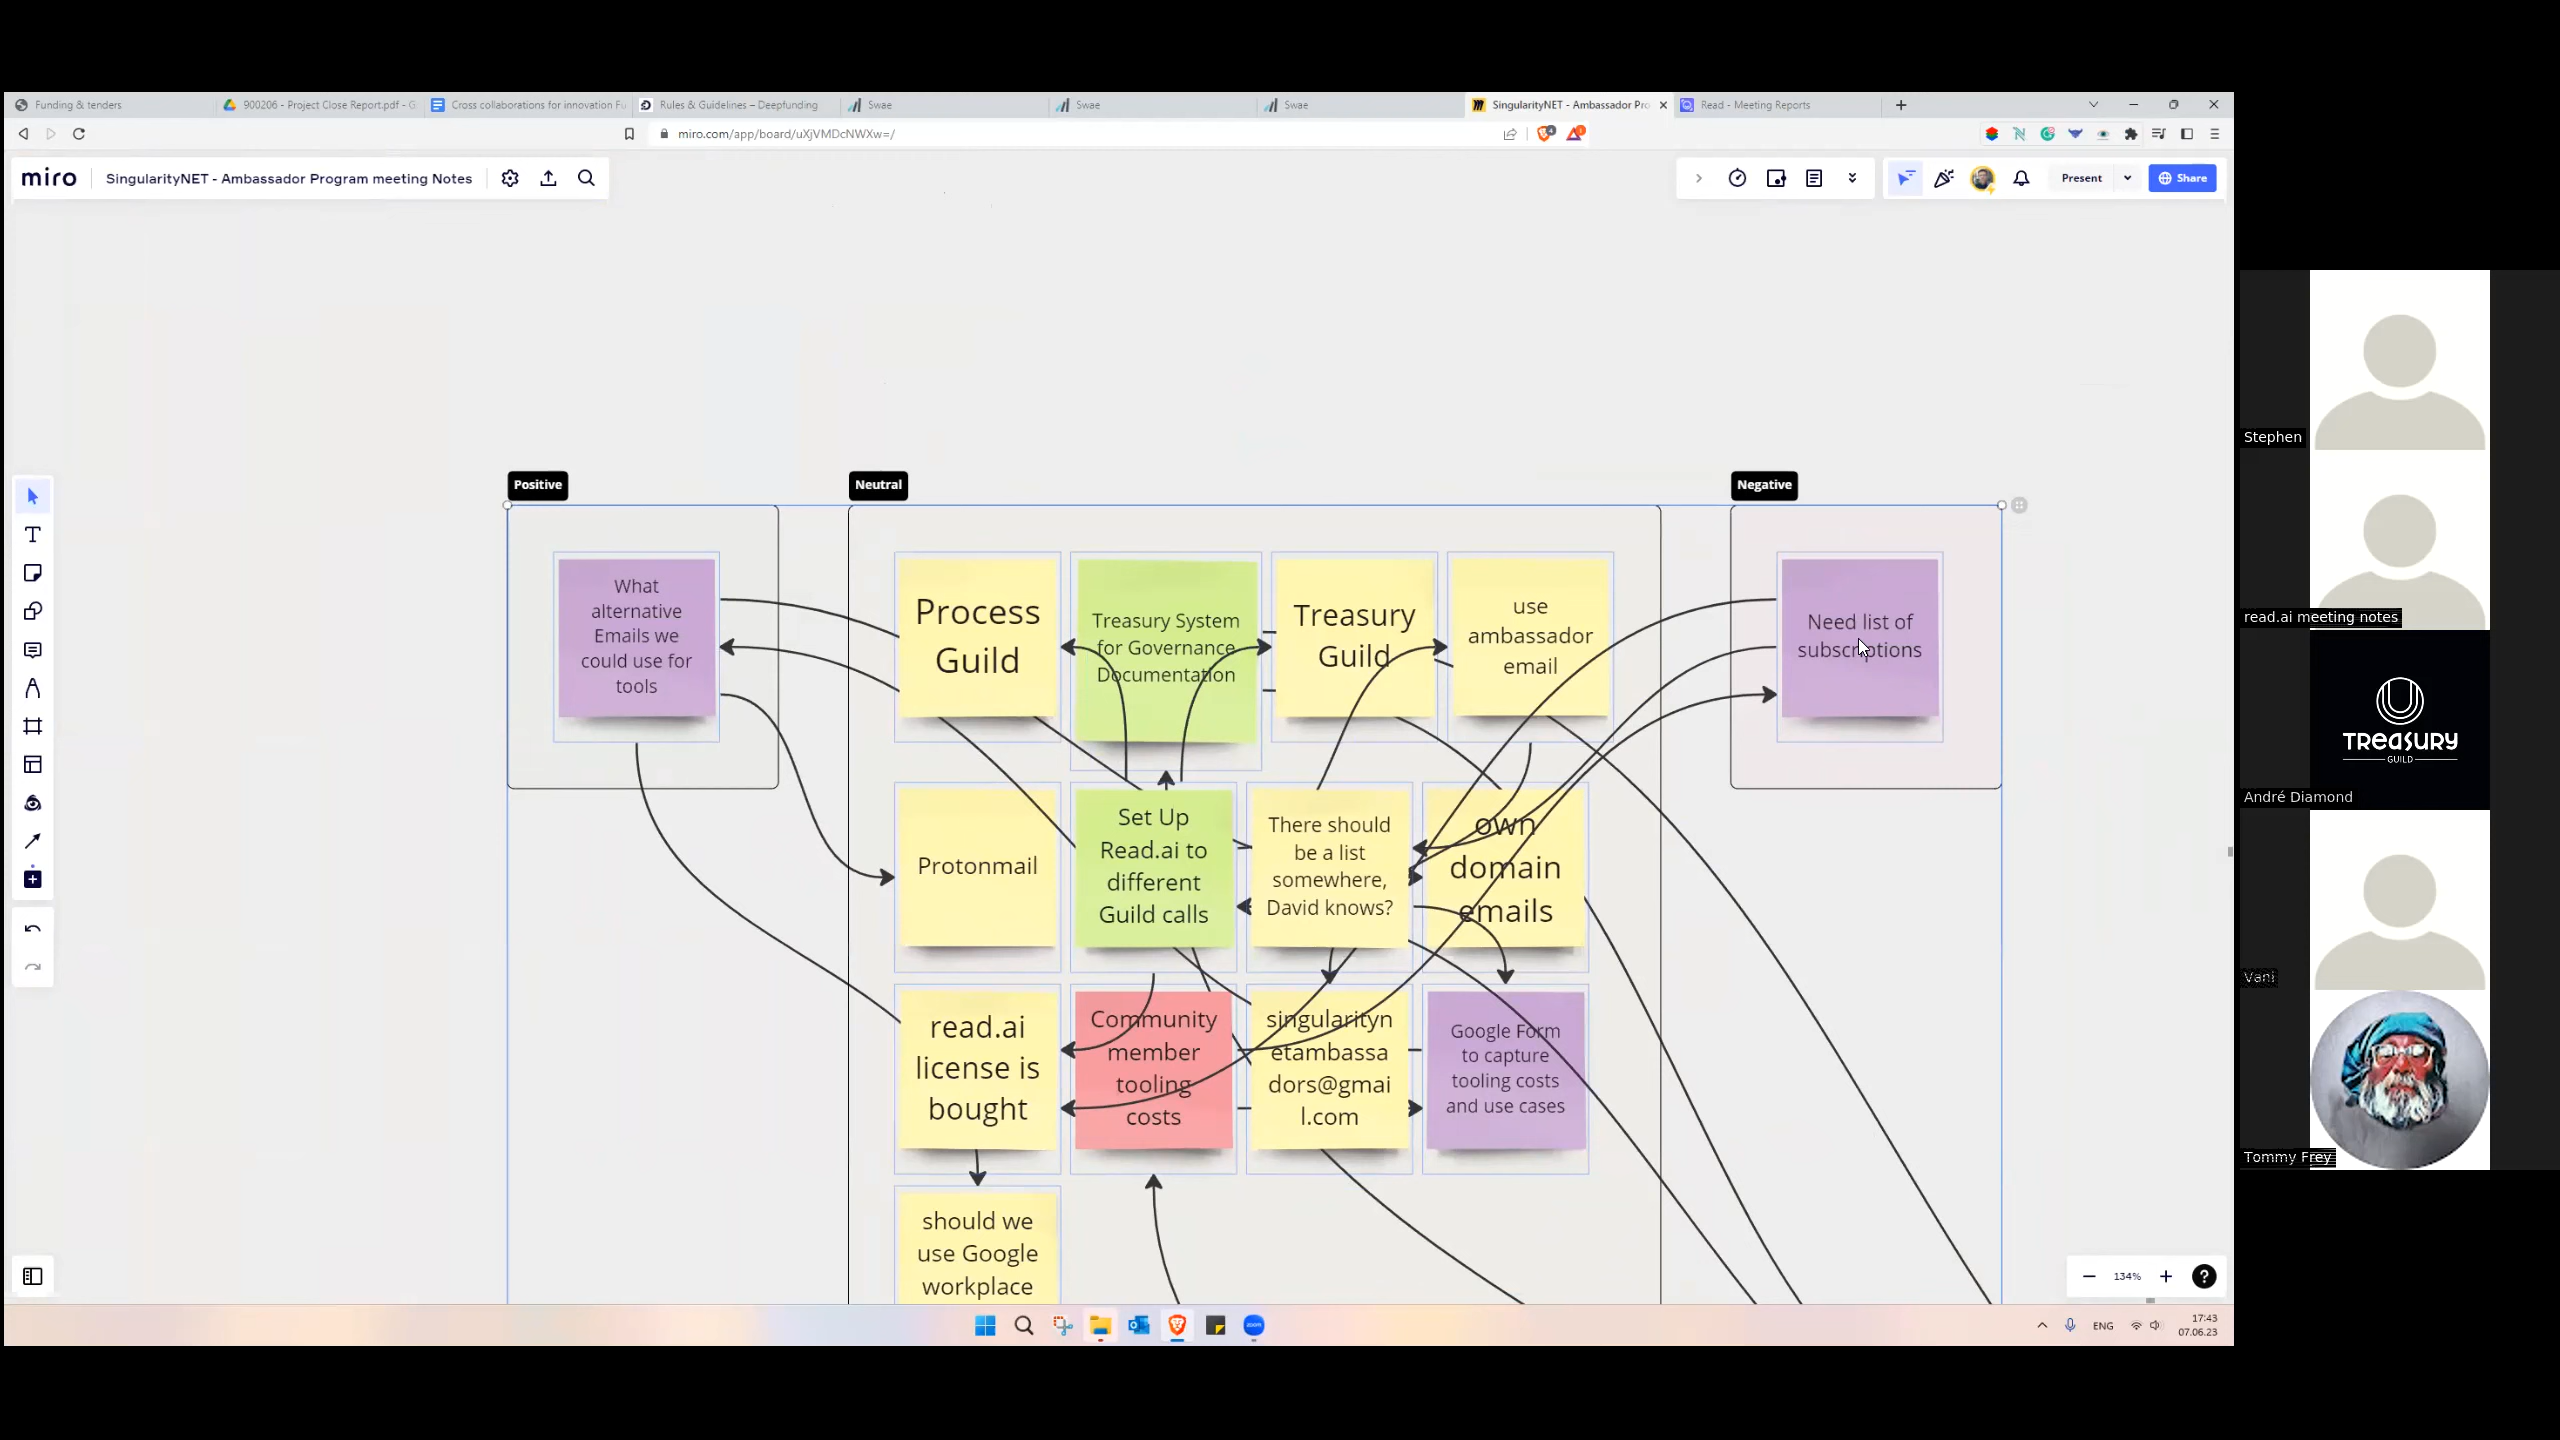 Funding & tenders
900206 - Project Close Report.pdf - G
Cross collaborations for innovation Fu
Rules & Guidelines – Deepfunding
Swae
Swae
Swae
SingularityNET - Ambassador Pro
Read - Meeting Reports
miro.com/app/board/uXjVMDcNWXw=/
miro
SingularityNET - Ambassador Program meeting Notes
Present
Share
Positive
Neutral
Negative
What
alternative
Emails we
could use for
tools
Process
Guild
Treasury System
for Governance
Documentation
Treasury
Guild
use
ambassador
email
Need list of
subscriptions
Protonmail
Set Up
Read.ai to
different
Guild calls
There should
be a list
somewhere,
David knows?
own
domain
emails
read.ai
license is
bought
Community
member
tooling
costs
singularityn
etambassa
dors@gmai
l.com
Google Form
to capture
tooling costs
and use cases
should we
use Google
workplace
134%
ENG
17:43
07.06.23
Stephen
read.ai meeting notes
TREASURY
GUILD
André Diamond
Vani
Tommy Frey